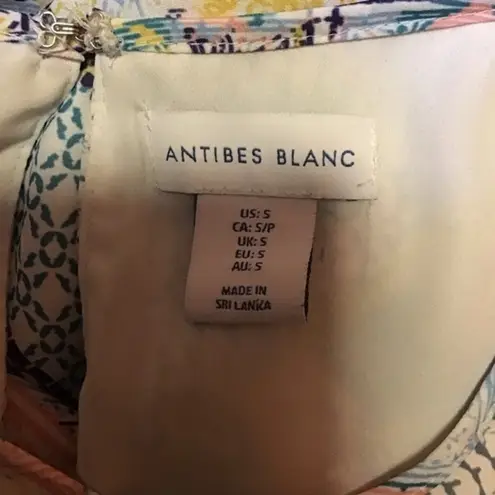 ANTIBES BLANC
US: S
CA: S/P
UK: S
EU: S
AU: S
MADE IN
SRI LANKA